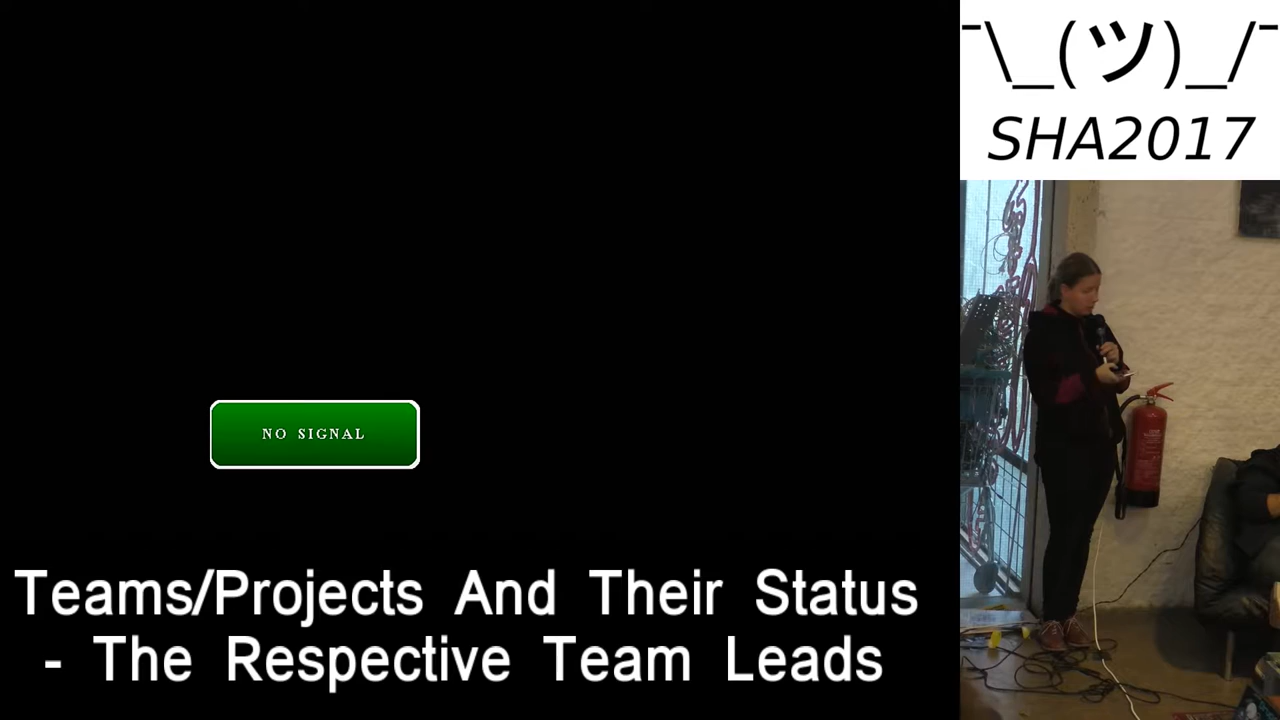 NO SIGNAL
Teams/Projects And Their Status
- The Respective Team Leads
¯\_(ツ)_/¯
SHA2017